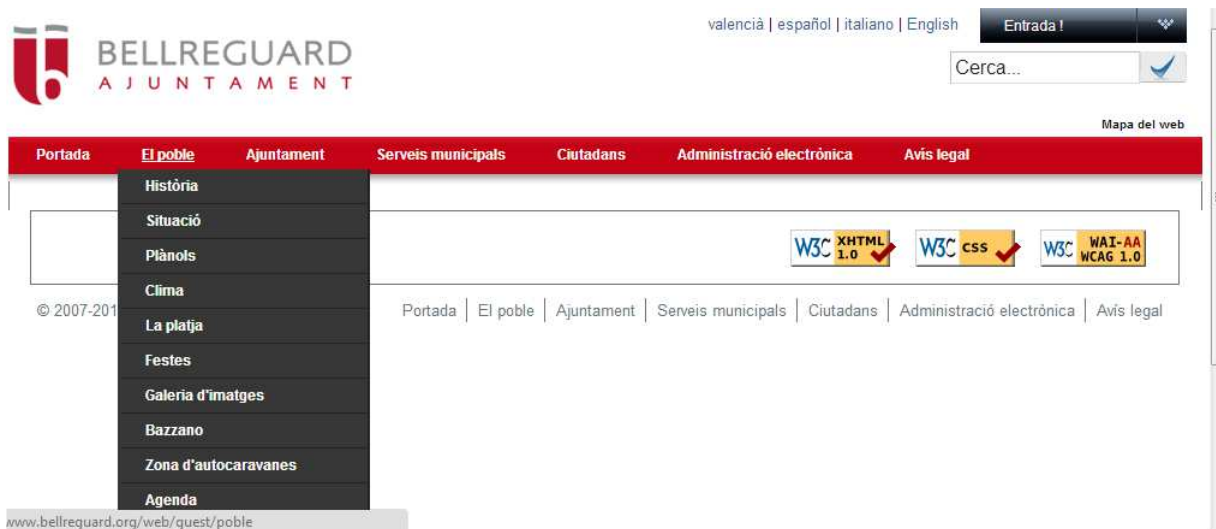 valencià | español | italiano | English
Entrada !
BELLREGUARD
AJUNTAMENT
Cerca...
Mapa del web
Portada El poble Ajuntament Serveis municipals Ciutadans Administració electrónica Avís legal
Història
Situació
Plànols
Clima
La platja
Festes
Galeria d'imatges
Bazzano
Zona d'autocaravanes
Agenda
W3C XHTML 1.0
W3C CSS
W3C WAI-AA WCAG 1.0
© 2007-201
Portada | El poble | Ajuntament | Serveis municipals | Ciutadans | Administració electrònica | Avís legal
www.bellreguard.org/web/guest/poble